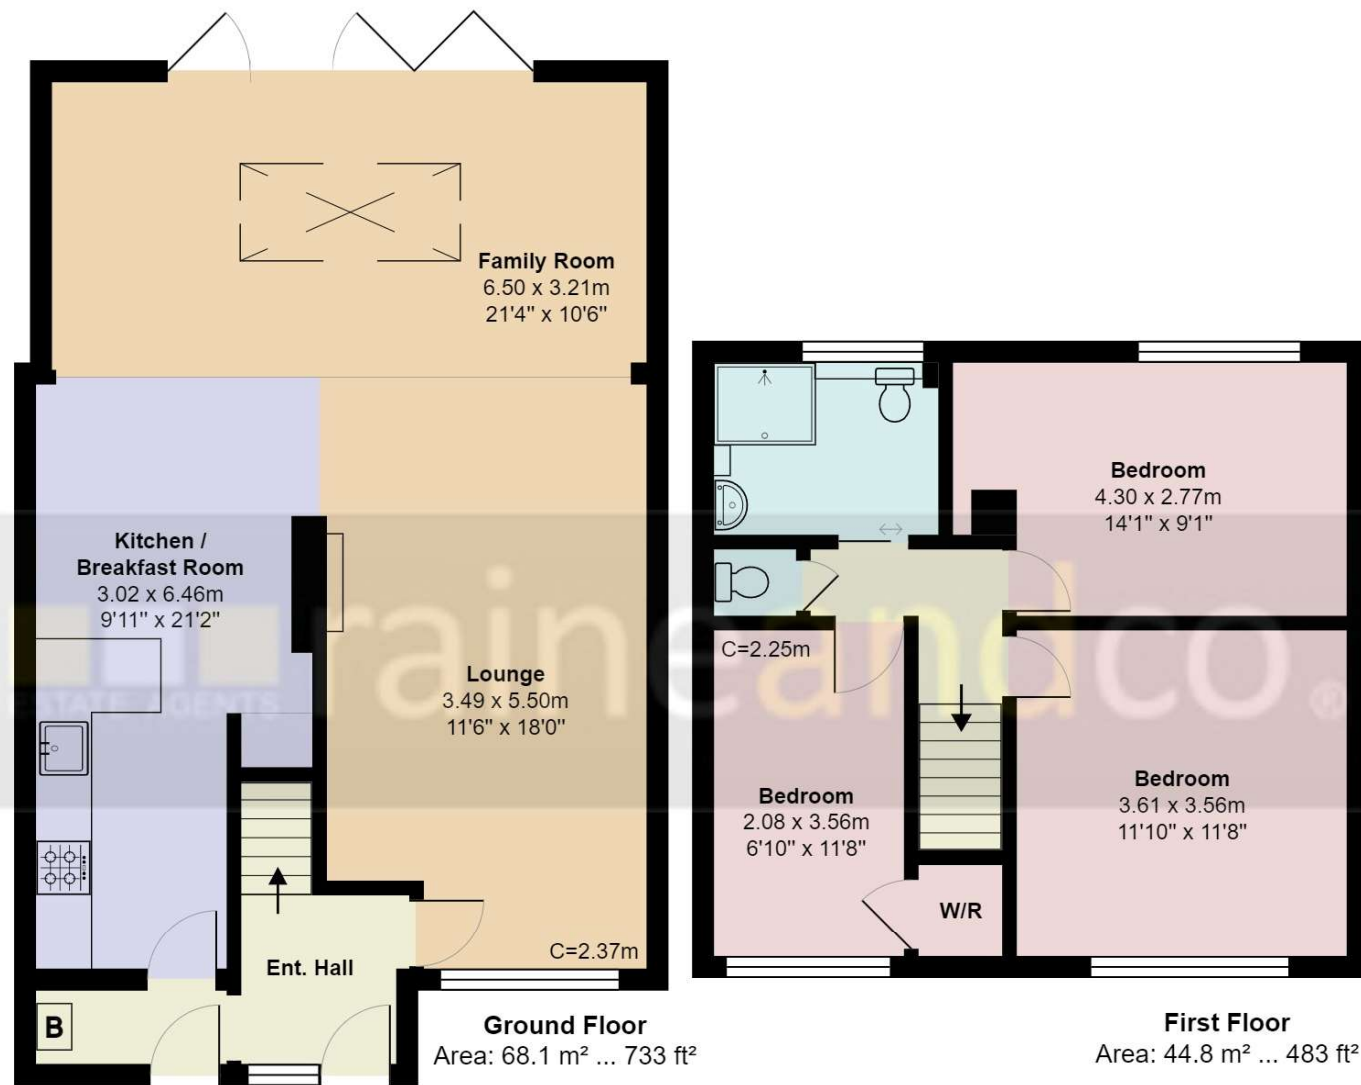 Family Room
6.50 x 3.21m
21'4" x 10'6"
Kitchen /
Breakfast Room
3.02 x 6.46m
9'11" x 21'2"
Lounge
3.49 x 5.50m
11'6" x 18'0"
C=2.37m
Ent. Hall
B
Ground Floor
Area: 68.1 m² ... 733 ft²
Bedroom
4.30 x 2.77m
14'1" x 9'1"
C=2.25m
Bedroom
2.08 x 3.56m
6'10" x 11'8"
Bedroom
3.61 x 3.56m
11'10" x 11'8"
W/R
First Floor
Area: 44.8 m² ... 483 ft²
raineandco ®
ESTATE AGENTS